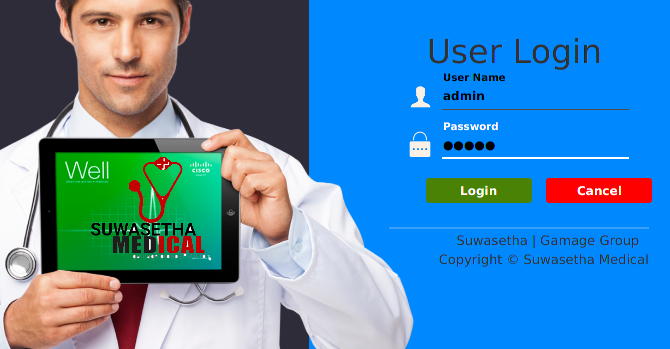 User Login
User Name
admin
Password
●●●●●
Login
Cancel
Suwasetha | Gamage Group
Copyright © Suwasetha Medical
Well
CISCO
SUWASETHA
MEDICAL